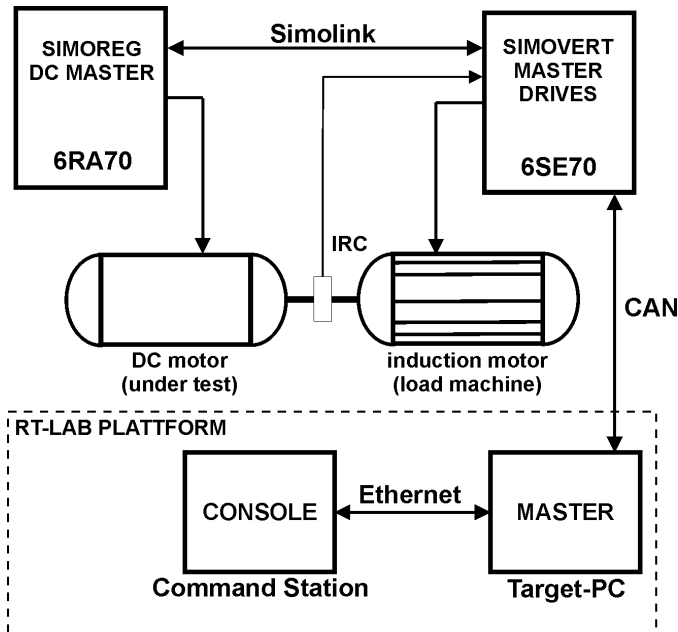 SIMOREG
DC MASTER
6RA70
Simolink
SIMOVERT
MASTER
DRIVES
6SE70
IRC
CAN
DC motor
(under test)
induction motor
(load machine)
RT-LAB PLATTFORM
CONSOLE
Ethernet
MASTER
Command Station
Target-PC